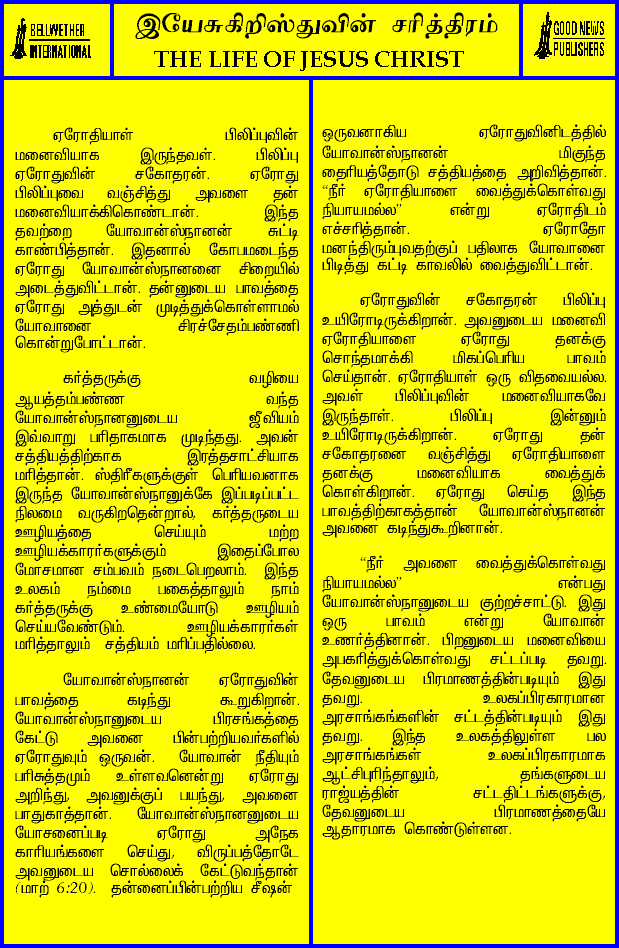 BELLWETHER
INTERNATIONAL
இயேசுகிறிஸ்துவின் சரித்திரம்
THE LIFE OF JESUS CHRIST
GOOD NEWS
PUBLISHERS
ஏரோதியாள் பிலிப்புவின்
மனைவியாக இருந்தவள். பிலிப்பு
ஏரோதுவின் சகோதரன். ஏரோது
பிலிப்புவை வஞ்சித்து அவளை தன்
மனைவியாக்கிகொண்டான். இந்த
தவற்றை யோவான்ஸ்நானன் சுட்டி
காண்பித்தான். இதனால் கோபமடைந்த
ஏரோது யோவான்ஸ்நானனை சிறையில்
அடைத்துவிட்டான். தன்னுடைய பாவத்தை
ஏரோது அத்துடன் முடித்துக்கொள்ளாமல்
யோவானை சிரச்சேதம்பண்ணி
கொன்றுபோட்டான்.
கர்த்தருக்கு வழியை
ஆயத்தம்பண்ண வந்த
யோவான்ஸ்நானனுடைய ஜீவியம்
இவ்வாறு பரிதாகமாக முடிந்தது. அவன்
சத்தியத்திற்காக இரத்தசாட்சியாக
மரித்தான். ஸ்திரீகளுக்குள் பெரியவனாக
இருந்த யோவான்ஸ்நானுக்கே இப்படிப்பட்ட
நிலமை வருகிறதென்றால், கர்த்தருடைய
ஊழியத்தை செய்யும் மற்ற
ஊழியக்காரர்களுக்கும் இதைப்போல
மோசமான சம்பவம் நடைபெறலாம். இந்த
உலகம் நம்மை பகைத்தாலும் நாம்
கர்த்தருக்கு உண்மையோடு ஊழியம்
செய்யவேண்டும். ஊழியக்காரர்கள்
மரித்தாலும் சத்தியம் மரிப்பதில்லை.
யோவான்ஸ்நானன் ஏரோதுவின்
பாவத்தை கடிந்து கூறுகிறான்.
யோவான்ஸ்நானுடைய பிரசங்கத்தை
கேட்டு அவனை பின்பற்றியவர்களில்
ஏரோதுவும் ஒருவன். யோவான் நீதியும்
பரிசுத்தமும் உள்ளவனென்று ஏரோது
அறிந்து, அவனுக்குப் பயந்து, அவனை
பாதுகாத்தான். யோவான்ஸ்நானனுடைய
யோசனைப்படி ஏரோது அநேக
காரியங்களை செய்து, விருப்பத்தோடே
அவனுடைய சொல்லைக் கேட்டுவந்தான்
(மாற் 6:20). தன்னைப்பின்பற்றிய சீஷன்
ஒருவனாகிய ஏரோதுவினிடத்தில்
யோவான்ஸ்நானன் மிகுந்த
தைரியத்தோடு சத்தியத்தை அறிவித்தான்.
“நீர் ஏரோதியாளை வைத்துக்கொள்வது
நியாயமல்ல” என்று ஏரோதிடம்
எச்சரித்தான். ஏரோதோ
மனந்திரும்புவதற்குப் பதிலாக யோவானை
பிடித்து கட்டி காவலில் வைத்துவிட்டான்.
ஏரோதுவின் சகோதரன் பிலிப்பு
உயிரோடிருக்கிறான். அவனுடைய மனைவி
ஏரோதியாளை ஏரோது தனக்கு
சொந்தமாக்கி மிகப்பெரிய பாவம்
செய்தான். ஏரோதியாள் ஒரு விதவையல்ல.
அவள் பிலிப்புவின் மனைவியாகவே
இருந்தாள். பிலிப்பு இன்னும்
உயிரோடிருக்கிறான். ஏரோது தன்
சகோதரனை வஞ்சித்து ஏரோதியாளை
தனக்கு மனைவியாக வைத்துக்
கொள்கிறான். ஏரோது செய்த இந்த
பாவத்திற்காகத்தான் யோவான்ஸ்நானன்
அவனை கடிந்துகூறினான்.
“நீர் அவளை வைத்துக்கொள்வது
நியாயமல்ல” என்பது
யோவான்ஸ்நானுடைய குற்றச்சாட்டு. இது
ஒரு பாவம் என்று யோவான்
உணர்த்தினான். பிறனுடைய மனைவியை
அபகரித்துக்கொள்வது சட்டப்படி தவறு.
தேவனுடைய பிரமாணத்தின்படியும் இது
தவறு. உலகப்பிரகாரமான
அரசாங்கங்களின் சட்டத்தின்படியும் இது
தவறு. இந்த உலகத்திலுள்ள பல
அரசாங்கங்கள் உலகப்பிரகாரமாக
ஆட்சிபுரிந்தாலும், தங்களுடைய
ராஜ்யத்தின் சட்டதிட்டங்களுக்கு,
தேவனுடைய பிரமாணத்தையே
ஆதாரமாக கொண்டுள்ளன.